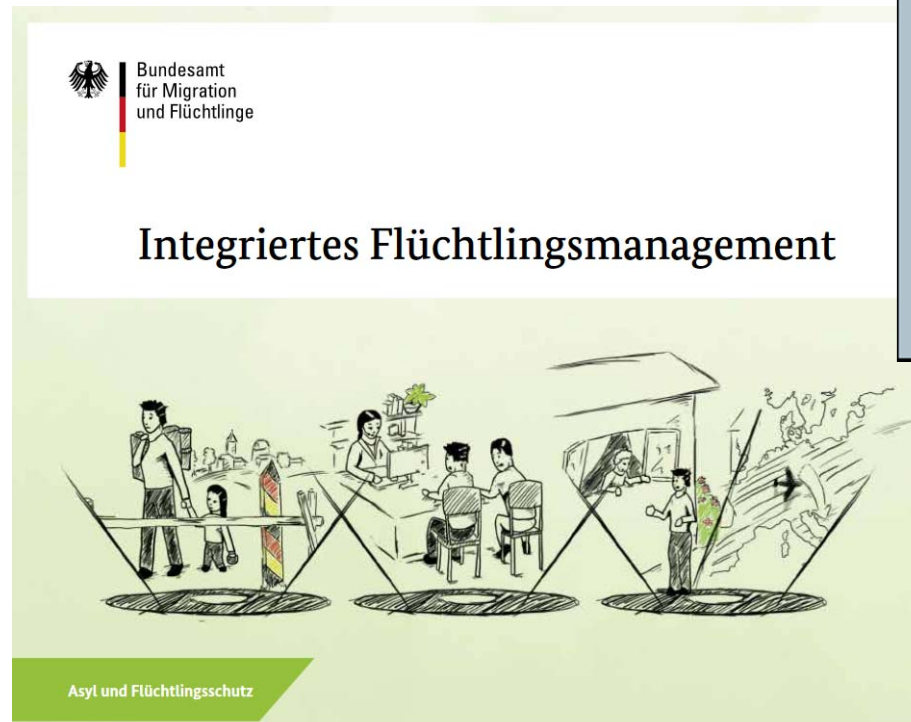 Bundesamt
für Migration
und Flüchtlinge
Integriertes Flüchtlingsmanagement
Asyl und Flüchtlingsschutz